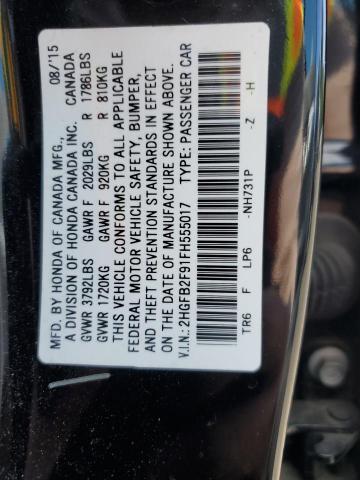 MFD. BY HONDA OF CANADA MFG., 08/'15
A DIVISION OF HONDA CANADA INC. CANADA
GVWR 3792LBS GAWR F 2029LBS R 1786LBS
GVWR 1720KG GAWR F 920KG R 810KG
THIS VEHICLE CONFORMS TO ALL APPLICABLE
FEDERAL MOTOR VEHICLE SAFETY, BUMPER,
AND THEFT PREVENTION STANDARDS IN EFFECT
ON THE DATE OF MANUFACTURE SHOWN ABOVE.
V.I.N.: 2HGFB2F91FH555017 TYPE: PASSENGER CAR
TR6 F LP6 -NH731P -Z -H